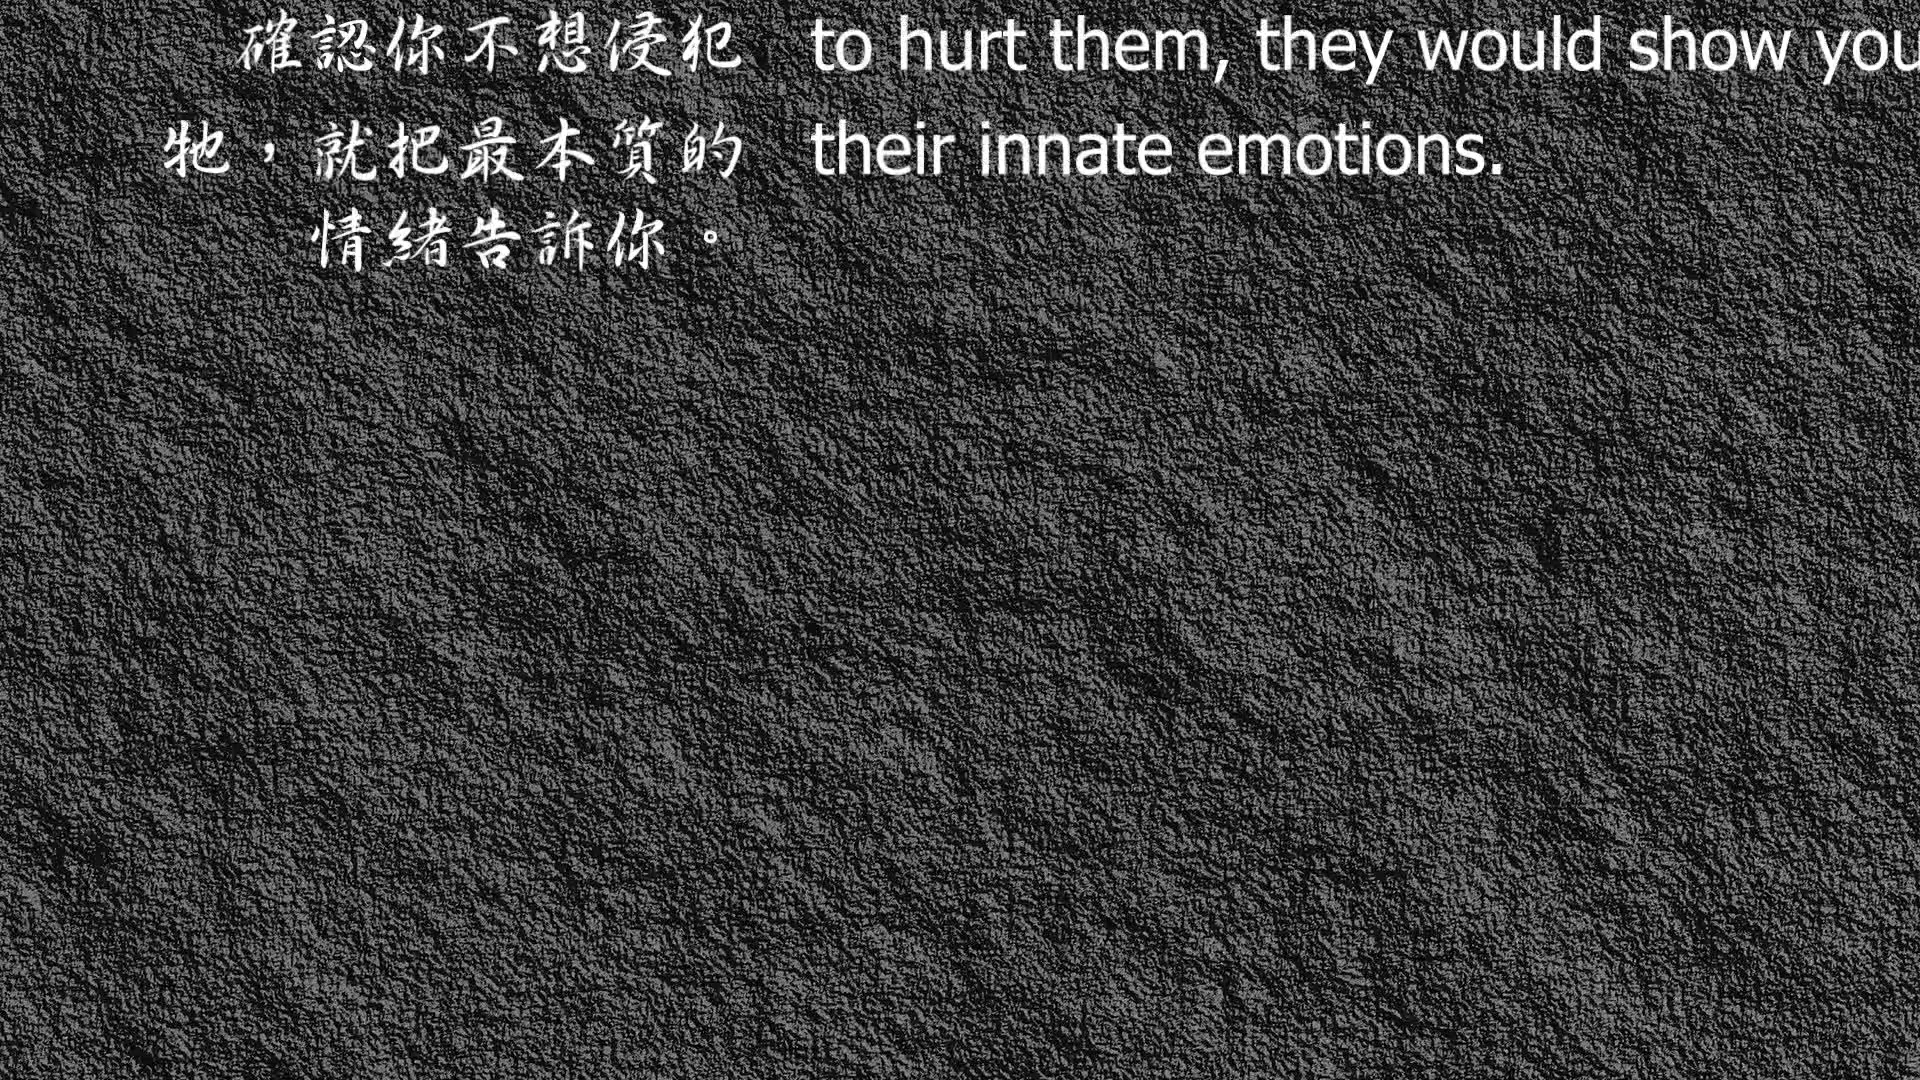 確認你不想侵犯
牠，就把最本質的
情緒告訴你。
to hurt them, they would show you
their innate emotions.